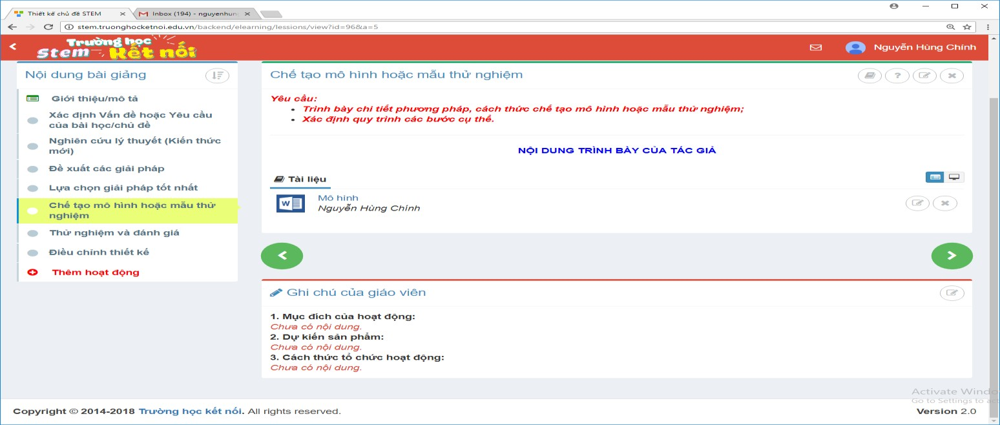 Thiết kế chủ đề STEM
Inbox (194) - nguyenhun
stem.truonghocketnoi.edu.vn/backend/elearning/lessions/view?id=96&a=5
Trường học
Stem Kết nối
Nguyễn Hùng Chính
Nội dung bài giảng
Giới thiệu/mô tả
Xác định Vấn đề hoặc Yêu cầu
của bài học/chủ đề
Nghiên cứu lý thuyết (Kiến thức
mới)
Đề xuất các giải pháp
Lựa chọn giải pháp tốt nhất
Chế tạo mô hình hoặc mẫu thử
nghiệm
Thử nghiệm và đánh giá
Điều chỉnh thiết kế
Thêm hoạt động
Chế tạo mô hình hoặc mẫu thử nghiệm
Yêu cầu:
Trình bày chi tiết phương pháp, cách thức chế tạo mô hình hoặc mẫu thử nghiệm;
Xác định quy trình các bước cụ thể.
NỘI DUNG TRÌNH BÀY CỦA TÁC GIẢ
Tài liệu
Mô hình
Nguyễn Hùng Chính
Ghi chú của giáo viên
1. Mục đích của hoạt động:
Chưa có nội dung.
2. Dự kiến sản phẩm:
Chưa có nội dung.
3. Cách thức tổ chức hoạt động:
Chưa có nội dung.
Activate Windo
Go to Settings to act
Copyright © 2014-2018 Trường học kết nối. All rights reserved.
Version 2.0